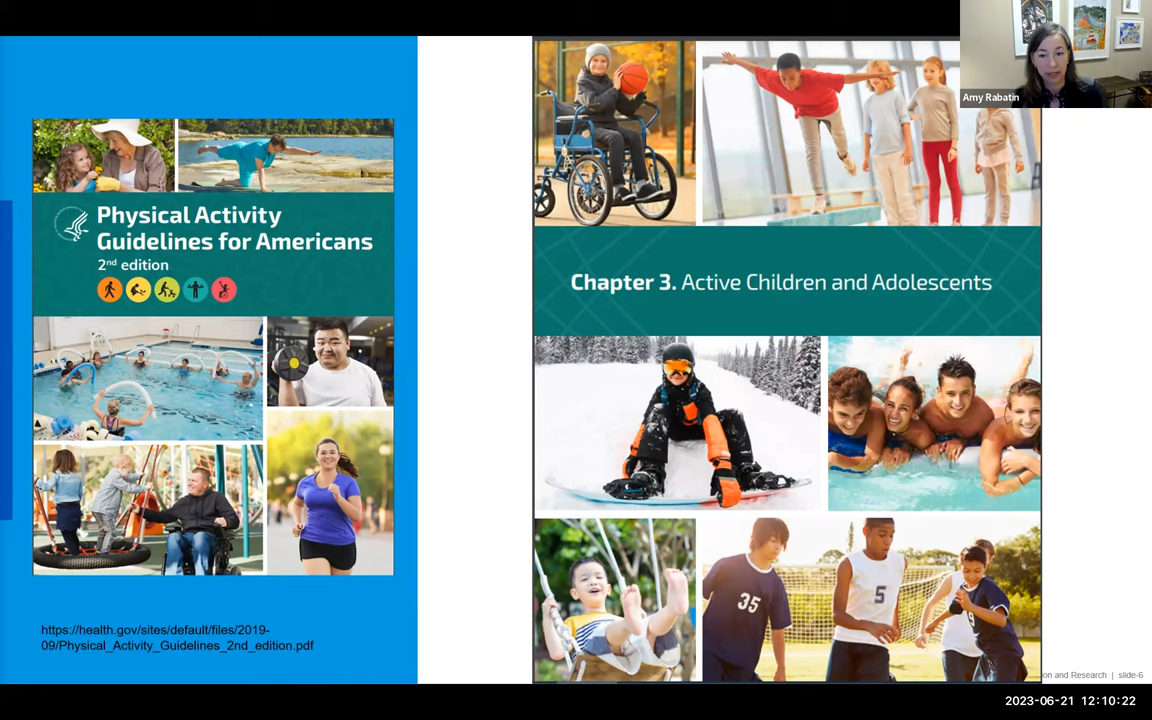 Amy Rabatin
Physical Activity
Guidelines for Americans
2nd edition
https://health.gov/sites/default/files/2019-
09/Physical_Activity_Guidelines_2nd_edition.pdf
Chapter 3. Active Children and Adolescents
35
5
on and Research | slide-6
2023-06-21 12:10:22